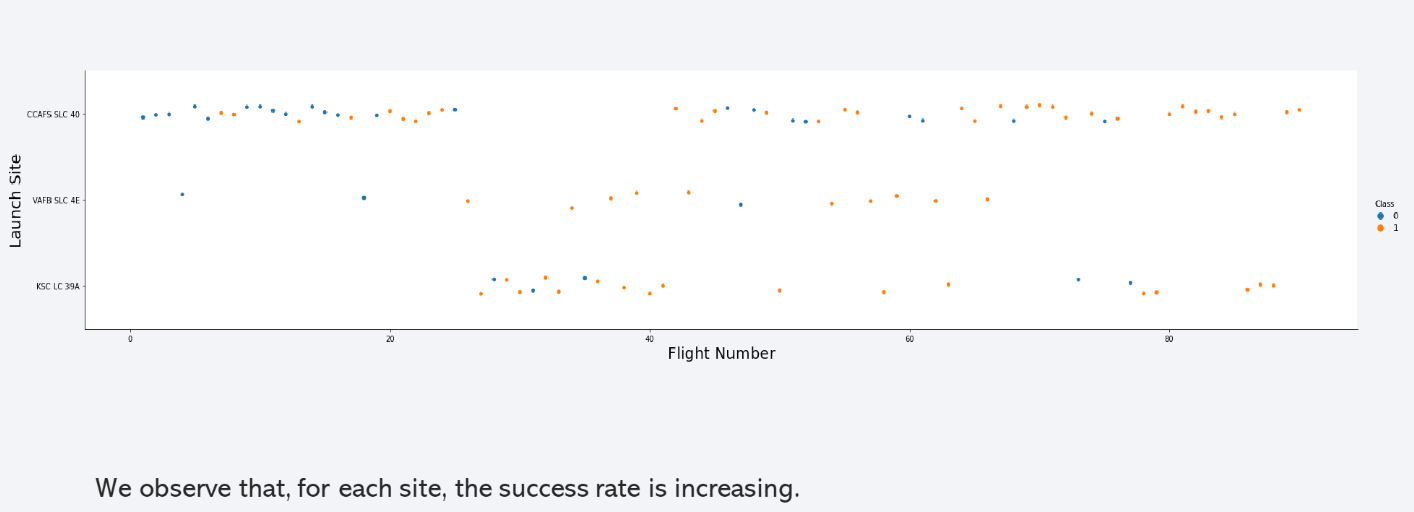 Launch Site
CCAFS SLC 40
VAFB SLC 4E
KSC LC 39A
0 20 40 60 80
Flight Number
Class
0
1
We observe that, for each site, the success rate is increasing.